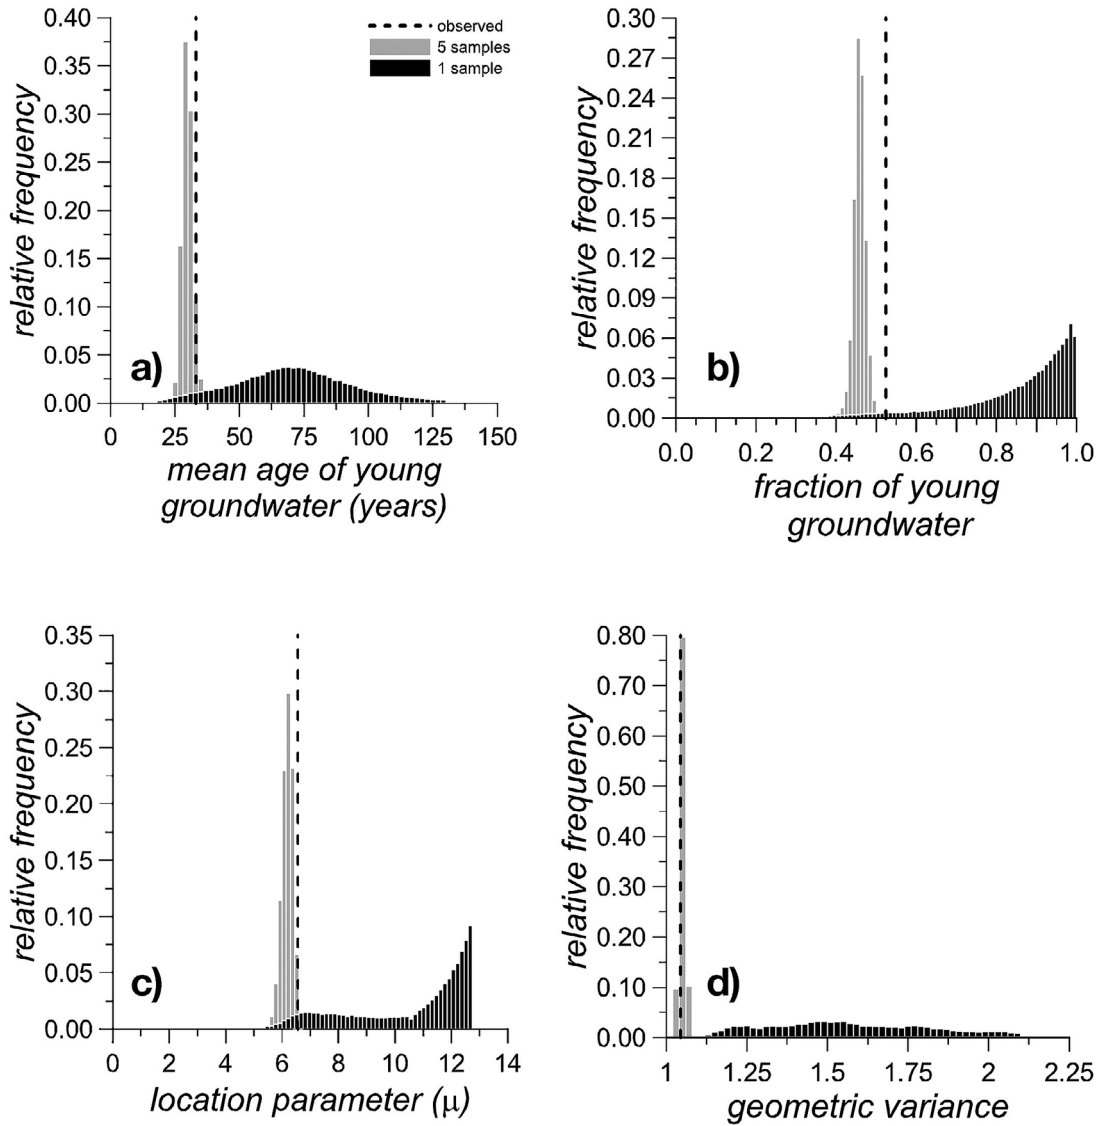 0.40
0.35
0.30
0.25
0.20
0.15
0.10
0.05
0.00
relative frequency
observed
5 samples
1 sample
a)
0 25 50 75 100 125 150
mean age of young
groundwater (years)
0.30
0.27
0.24
0.21
0.18
0.15
0.12
0.09
0.06
0.03
0.00
relative frequency
b)
0.0 0.2 0.4 0.6 0.8 1.0
fraction of young
groundwater
0.35
0.30
0.25
0.20
0.15
0.10
0.05
0.00
relative frequency
c)
0 2 4 6 8 10 12 14
location parameter (μ)
0.80
0.70
0.60
0.50
0.40
0.30
0.20
0.10
0.00
relative frequency
d)
1 1.25 1.5 1.75 2 2.25
geometric variance